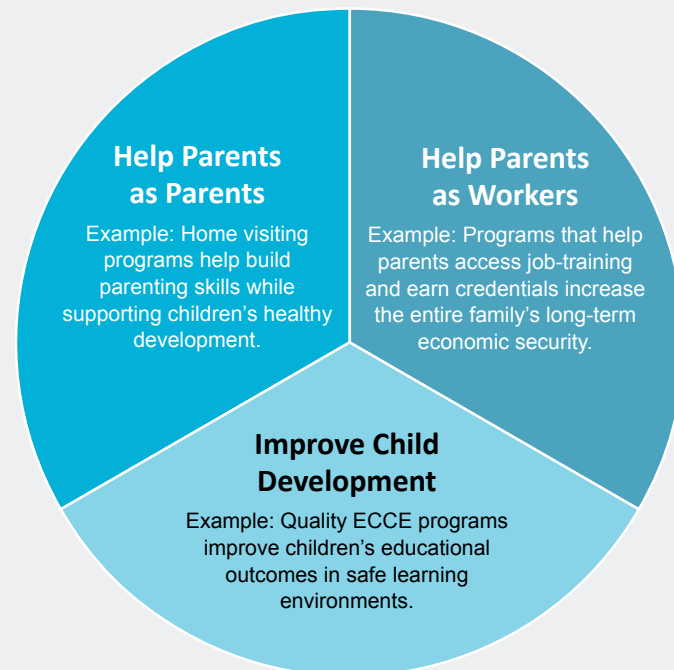 Help Parents
as Parents
Example: Home visiting
programs help build
parenting skills while
supporting children’s healthy
development.
Help Parents
as Workers
Example: Programs that help
parents access job-training
and earn credentials increase
the entire family’s long-term
economic security.
Improve Child
Development
Example: Quality ECCE programs
improve children’s educational
outcomes in safe learning
environments.